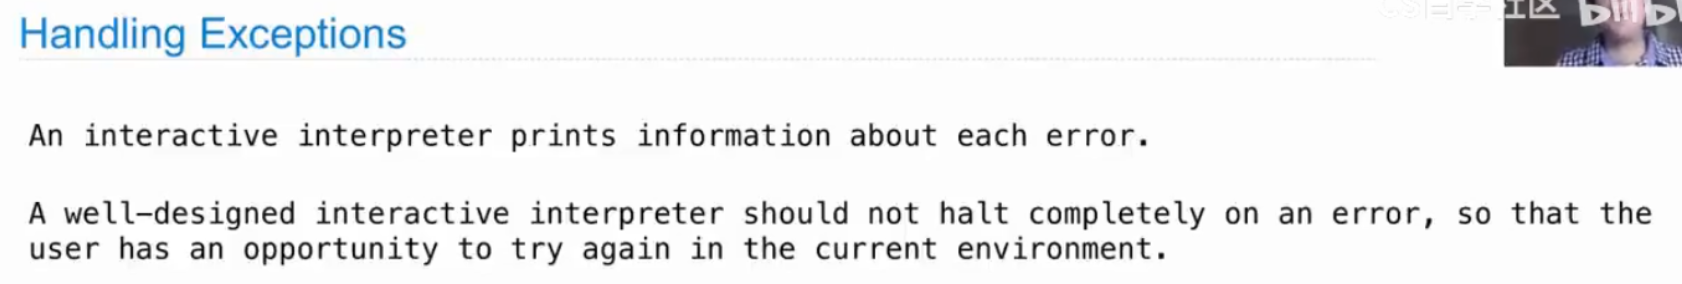 Handling Exceptions
An interactive interpreter prints information about each error.
A well-designed interactive interpreter should not halt completely on an error, so that the
user has an opportunity to try again in the current environment.